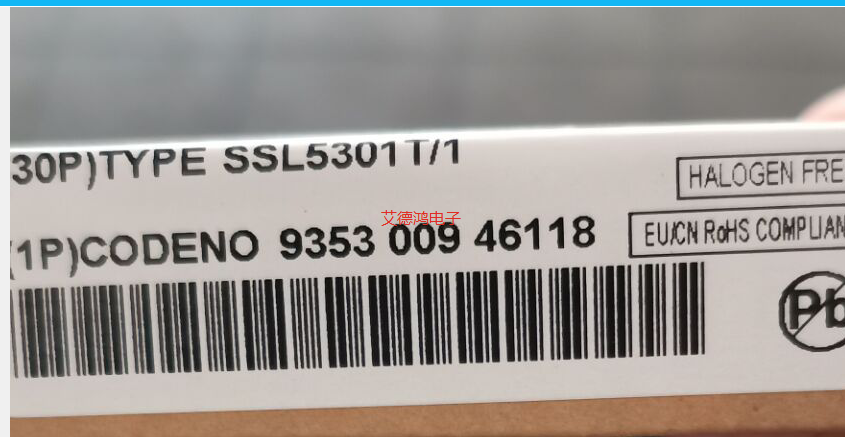 30P)TYPE SSL5301T/1
HALOGEN FRE
艾德鸿电子
(1P)CODENO 9353 009 46118
EU/CN RoHS COMPLIAN
Pb